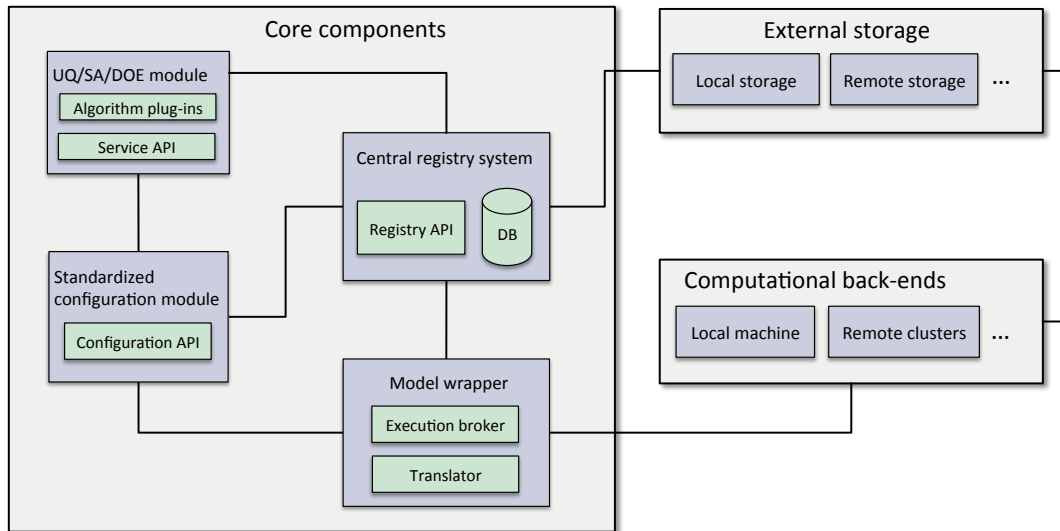 Core components
UQ/SA/DOE module
Algorithm plug-ins
Service API
Central registry system
Registry API
DB
Standardized
configuration module
Configuration API
Model wrapper
Execution broker
Translator
External storage
Local storage
Remote storage
...
Computational back-ends
Local machine
Remote clusters
...